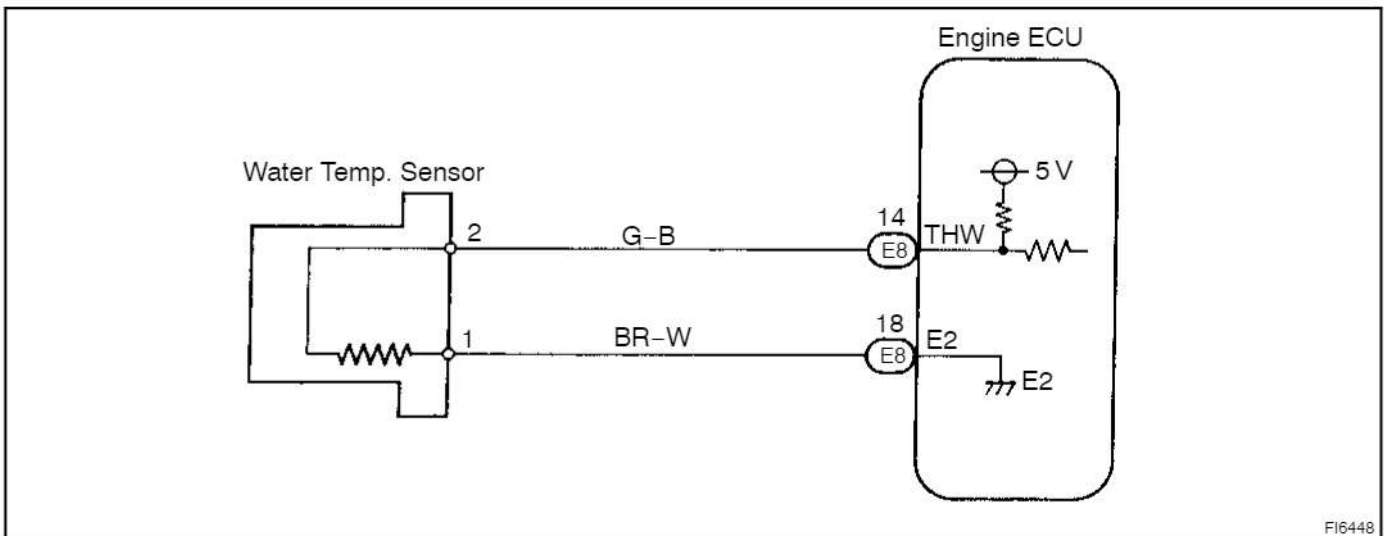 Engine ECU
Water Temp. Sensor
5 V
2
G–B
14
E8
THW
1
BR–W
18
E8
E2
E2
FI6448